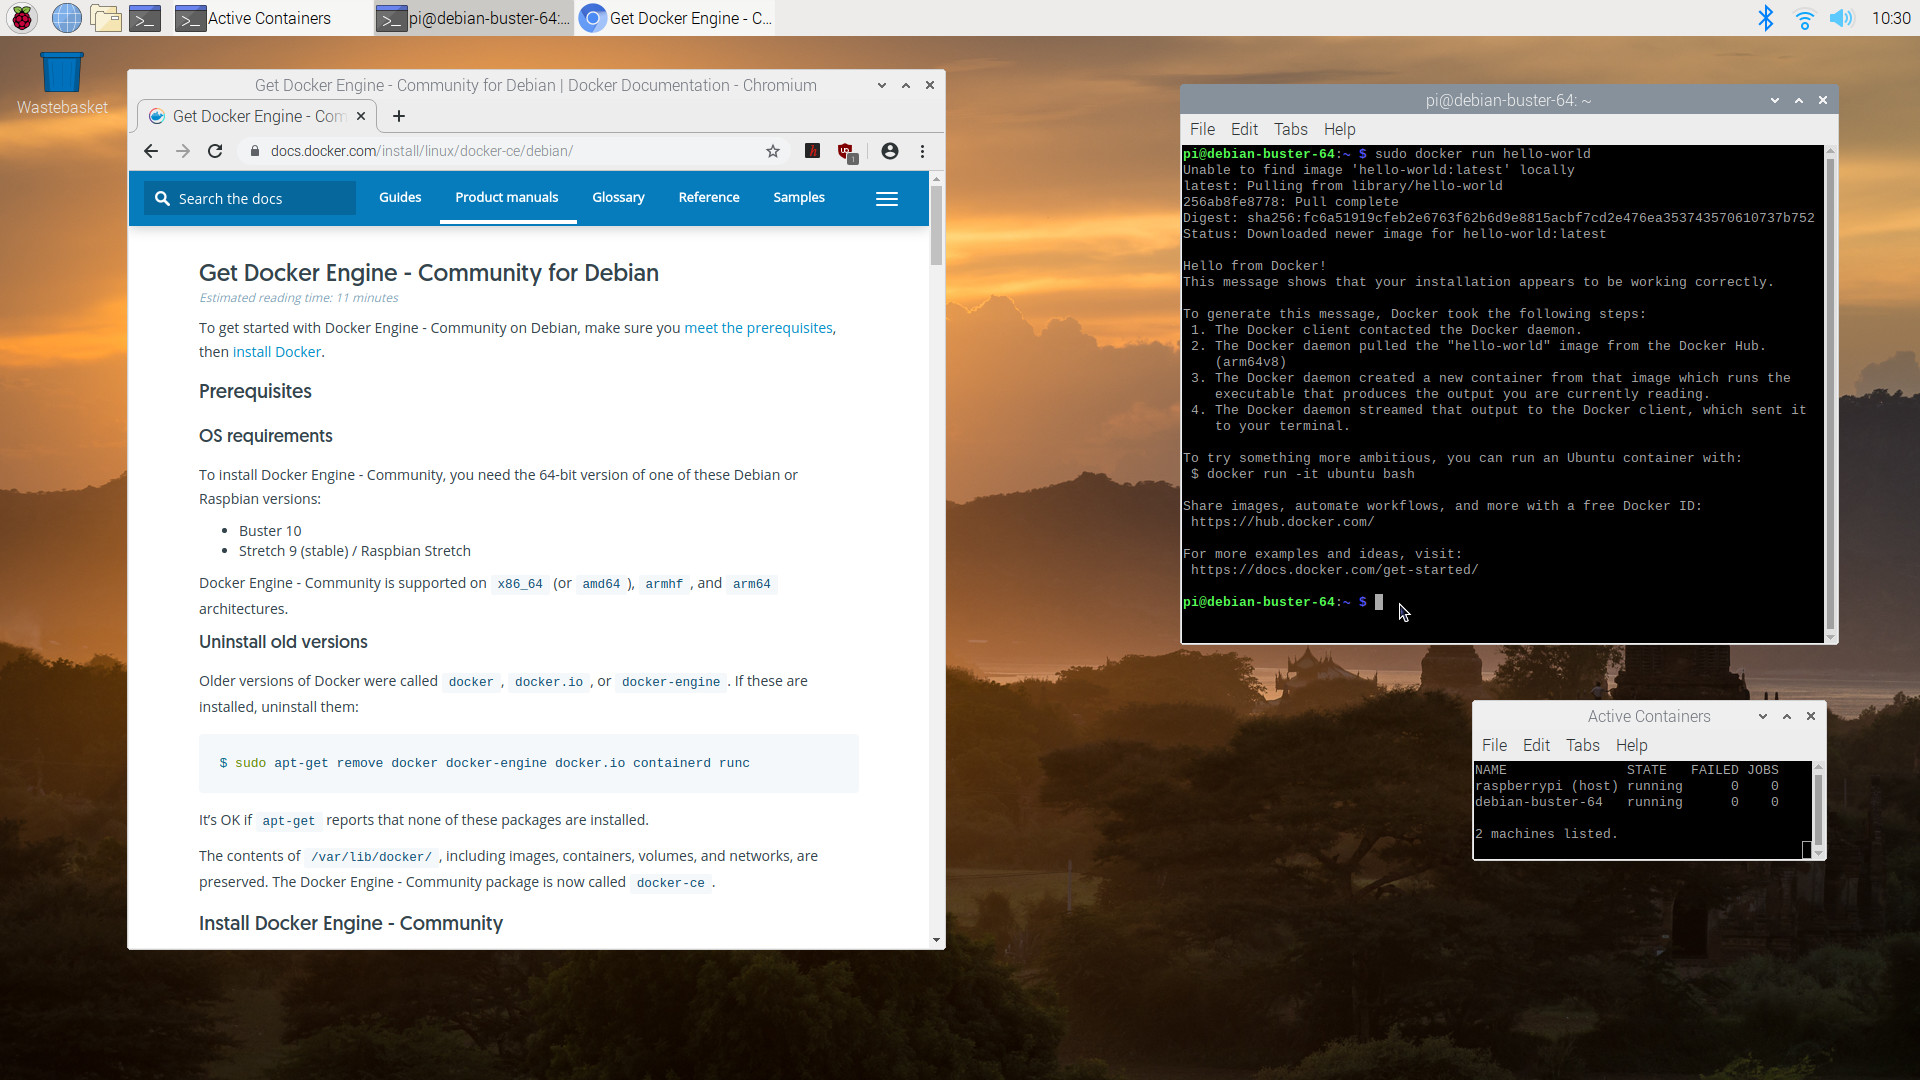 Active Containers
pi@debian-buster-64:...
Get Docker Engine - C...
10:30
Wastebasket
Get Docker Engine - Community for Debian | Docker Documentation - Chromium
Get Docker Engine - Com
docs.docker.com/install/linux/docker-ce/debian/
1
Search the docs
Guides
Product manuals
Glossary
Reference
Samples
Get Docker Engine - Community for Debian
Estimated reading time: 11 minutes
To get started with Docker Engine - Community on Debian, make sure you meet the prerequisites,
then install Docker.
Prerequisites
OS requirements
To install Docker Engine - Community, you need the 64-bit version of one of these Debian or
Raspbian versions:
• Buster 10
• Stretch 9 (stable) / Raspbian Stretch
Docker Engine - Community is supported on x86_64 (or amd64 ), armhf , and arm64
architectures.
Uninstall old versions
Older versions of Docker were called docker , docker.io , or docker-engine . If these are
installed, uninstall them:
$ sudo apt-get remove docker docker-engine docker.io containerd runc
It's OK if apt-get reports that none of these packages are installed.
The contents of /var/lib/docker/ , including images, containers, volumes, and networks, are
preserved. The Docker Engine - Community package is now called docker-ce .
Install Docker Engine - Community
pi@debian-buster-64: ~
File Edit Tabs Help
pi@debian-buster-64:~ $ sudo docker run hello-world
Unable to find image 'hello-world:latest' locally
latest: Pulling from library/hello-world
256ab8fe8778: Pull complete
Digest: sha256:fc6a51919cfeb2e6763f62b6d9e8815acbf7cd2e476ea353743570610737b752
Status: Downloaded newer image for hello-world:latest
Hello from Docker!
This message shows that your installation appears to be working correctly.
To generate this message, Docker took the following steps:
1. The Docker client contacted the Docker daemon.
2. The Docker daemon pulled the "hello-world" image from the Docker Hub.
(arm64v8)
3. The Docker daemon created a new container from that image which runs the
executable that produces the output you are currently reading.
4. The Docker daemon streamed that output to the Docker client, which sent it
to your terminal.
To try something more ambitious, you can run an Ubuntu container with:
$ docker run -it ubuntu bash
Share images, automate workflows, and more with a free Docker ID:
https://hub.docker.com/
For more examples and ideas, visit:
https://docs.docker.com/get-started/
pi@debian-buster-64:~ $
Active Containers
File Edit Tabs Help
NAME STATE FAILED JOBS
raspberrypi (host) running 0 0
debian-buster-64 running 0 0
2 machines listed.